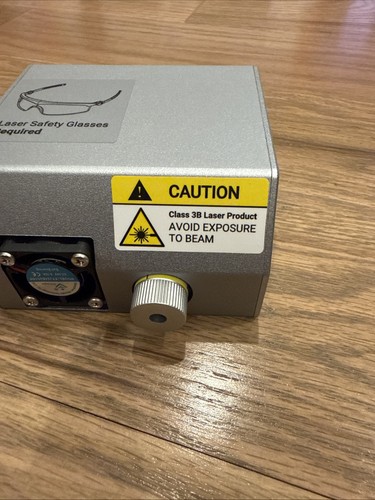 Laser Safety Glasses
Required
CAUTION
Class 3B Laser Product
AVOID EXPOSURE
TO BEAM